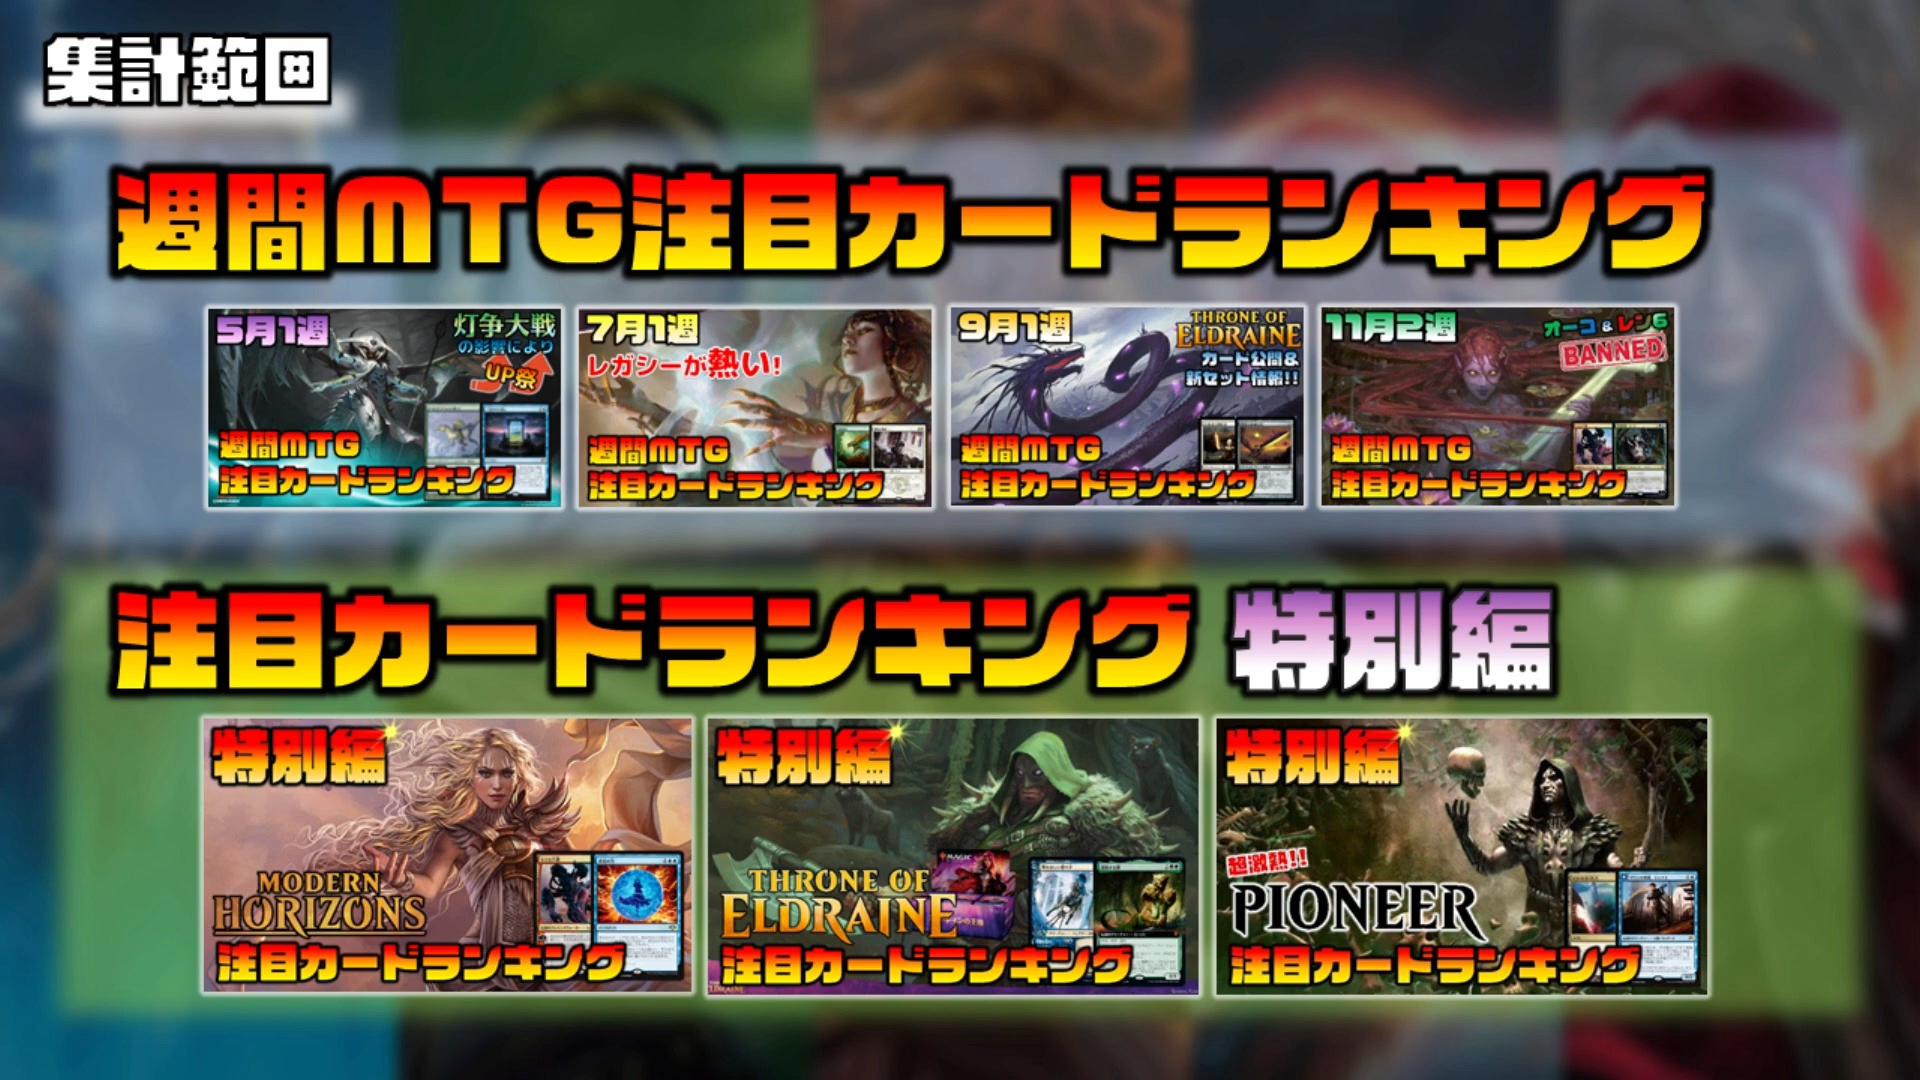 集計範囲
週間MTG注目カードランキング
5月1週
灯争大戦
の影響により
UP祭
週間MTG
注目カードランキング
7月1週
レガシーが熱い!
週間MTG
注目カードランキング
9月1週
THRONE OF
ELDRAINE
カード公開&
新セット情報!!
週間MTG
注目カードランキング
11月2週
オーコ&レン6
BANNED
週間MTG
注目カードランキング
注目カードランキング 特別編
特別編
MODERN
HORIZONS
注目カードランキング
特別編
THRONE OF
ELDRAINE
MAGIC
注目カードランキング
特別編
超激熱!!
PIONEER
注目カードランキング